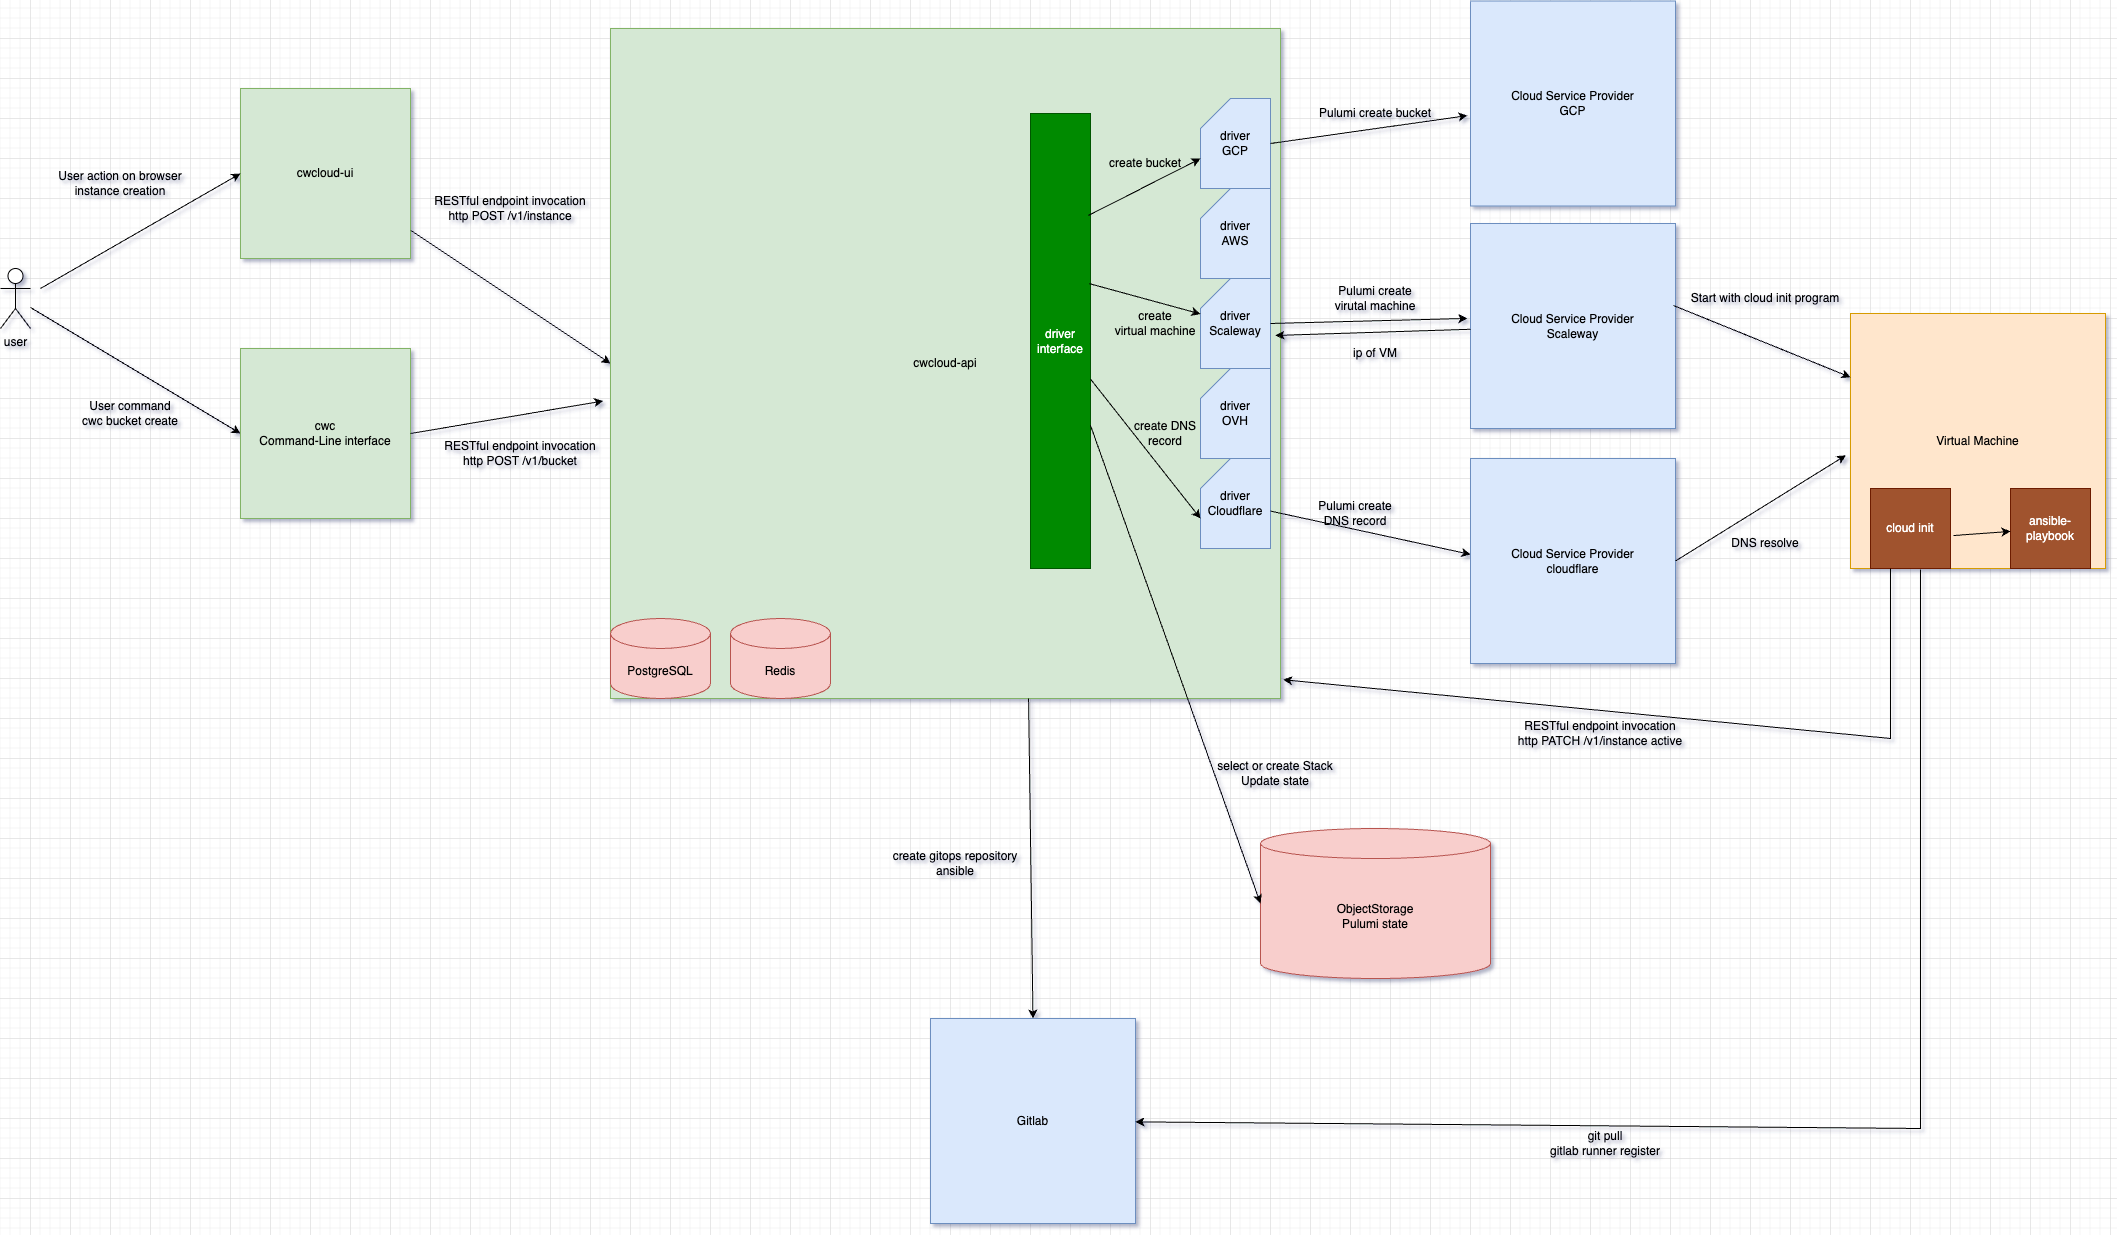 User action on browser
instance creation
user
User command
cwc bucket create
cwcloud-ui
cwc
Command-Line interface
RESTful endpoint invocation
http POST /v1/instance
RESTful endpoint invocation
http POST /v1/bucket
cwcloud-api
PostgreSQL
Redis
driver
interface
create bucket
create
virtual machine
create DNS
record
driver
GCP
driver
AWS
driver
Scaleway
driver
OVH
driver
Cloudflare
Pulumi create bucket
Pulumi create
virutal machine
ip of VM
Pulumi create
DNS record
Cloud Service Provider
GCP
Cloud Service Provider
Scaleway
Cloud Service Provider
cloudflare
Start with cloud init program
DNS resolve
Virtual Machine
cloud init
ansible-
playbook
RESTful endpoint invocation
http PATCH /v1/instance active
select or create Stack
Update state
create gitops repository
ansible
ObjectStorage
Pulumi state
Gitlab
git pull
gitlab runner register